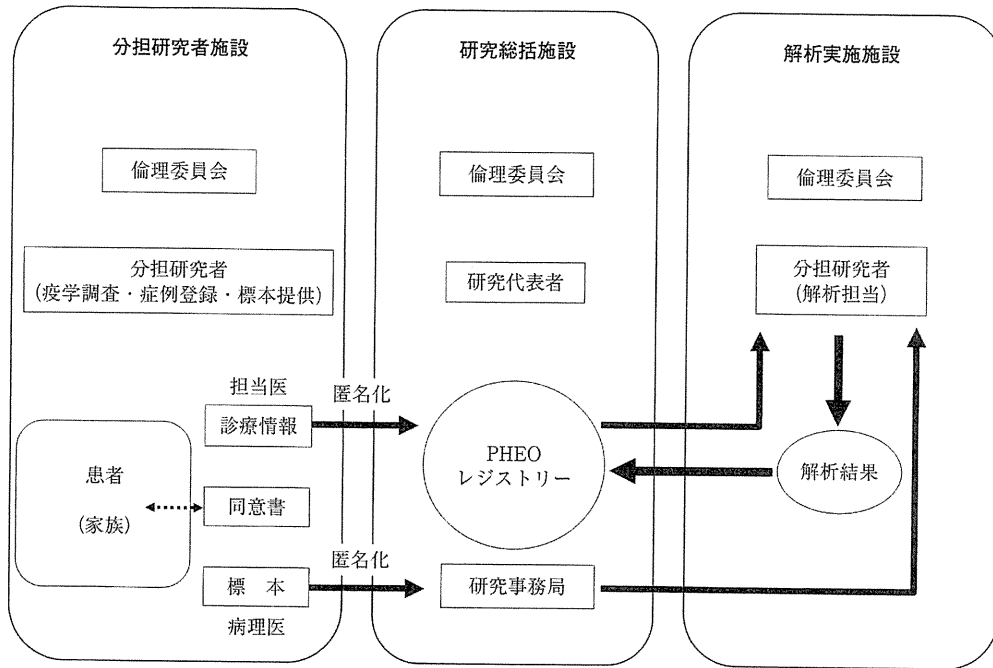 分担研究者施設
倫理委員会
分担研究者
(疫学調査・症例登録・標本提供)
担当医
診療情報
患者
(家族)
同意書
標 本
病理医
匿名化
匿名化
研究総括施設
倫理委員会
研究代表者
PHEO
レジストリー
研究事務局
解析実施施設
倫理委員会
分担研究者
(解析担当)
解析結果